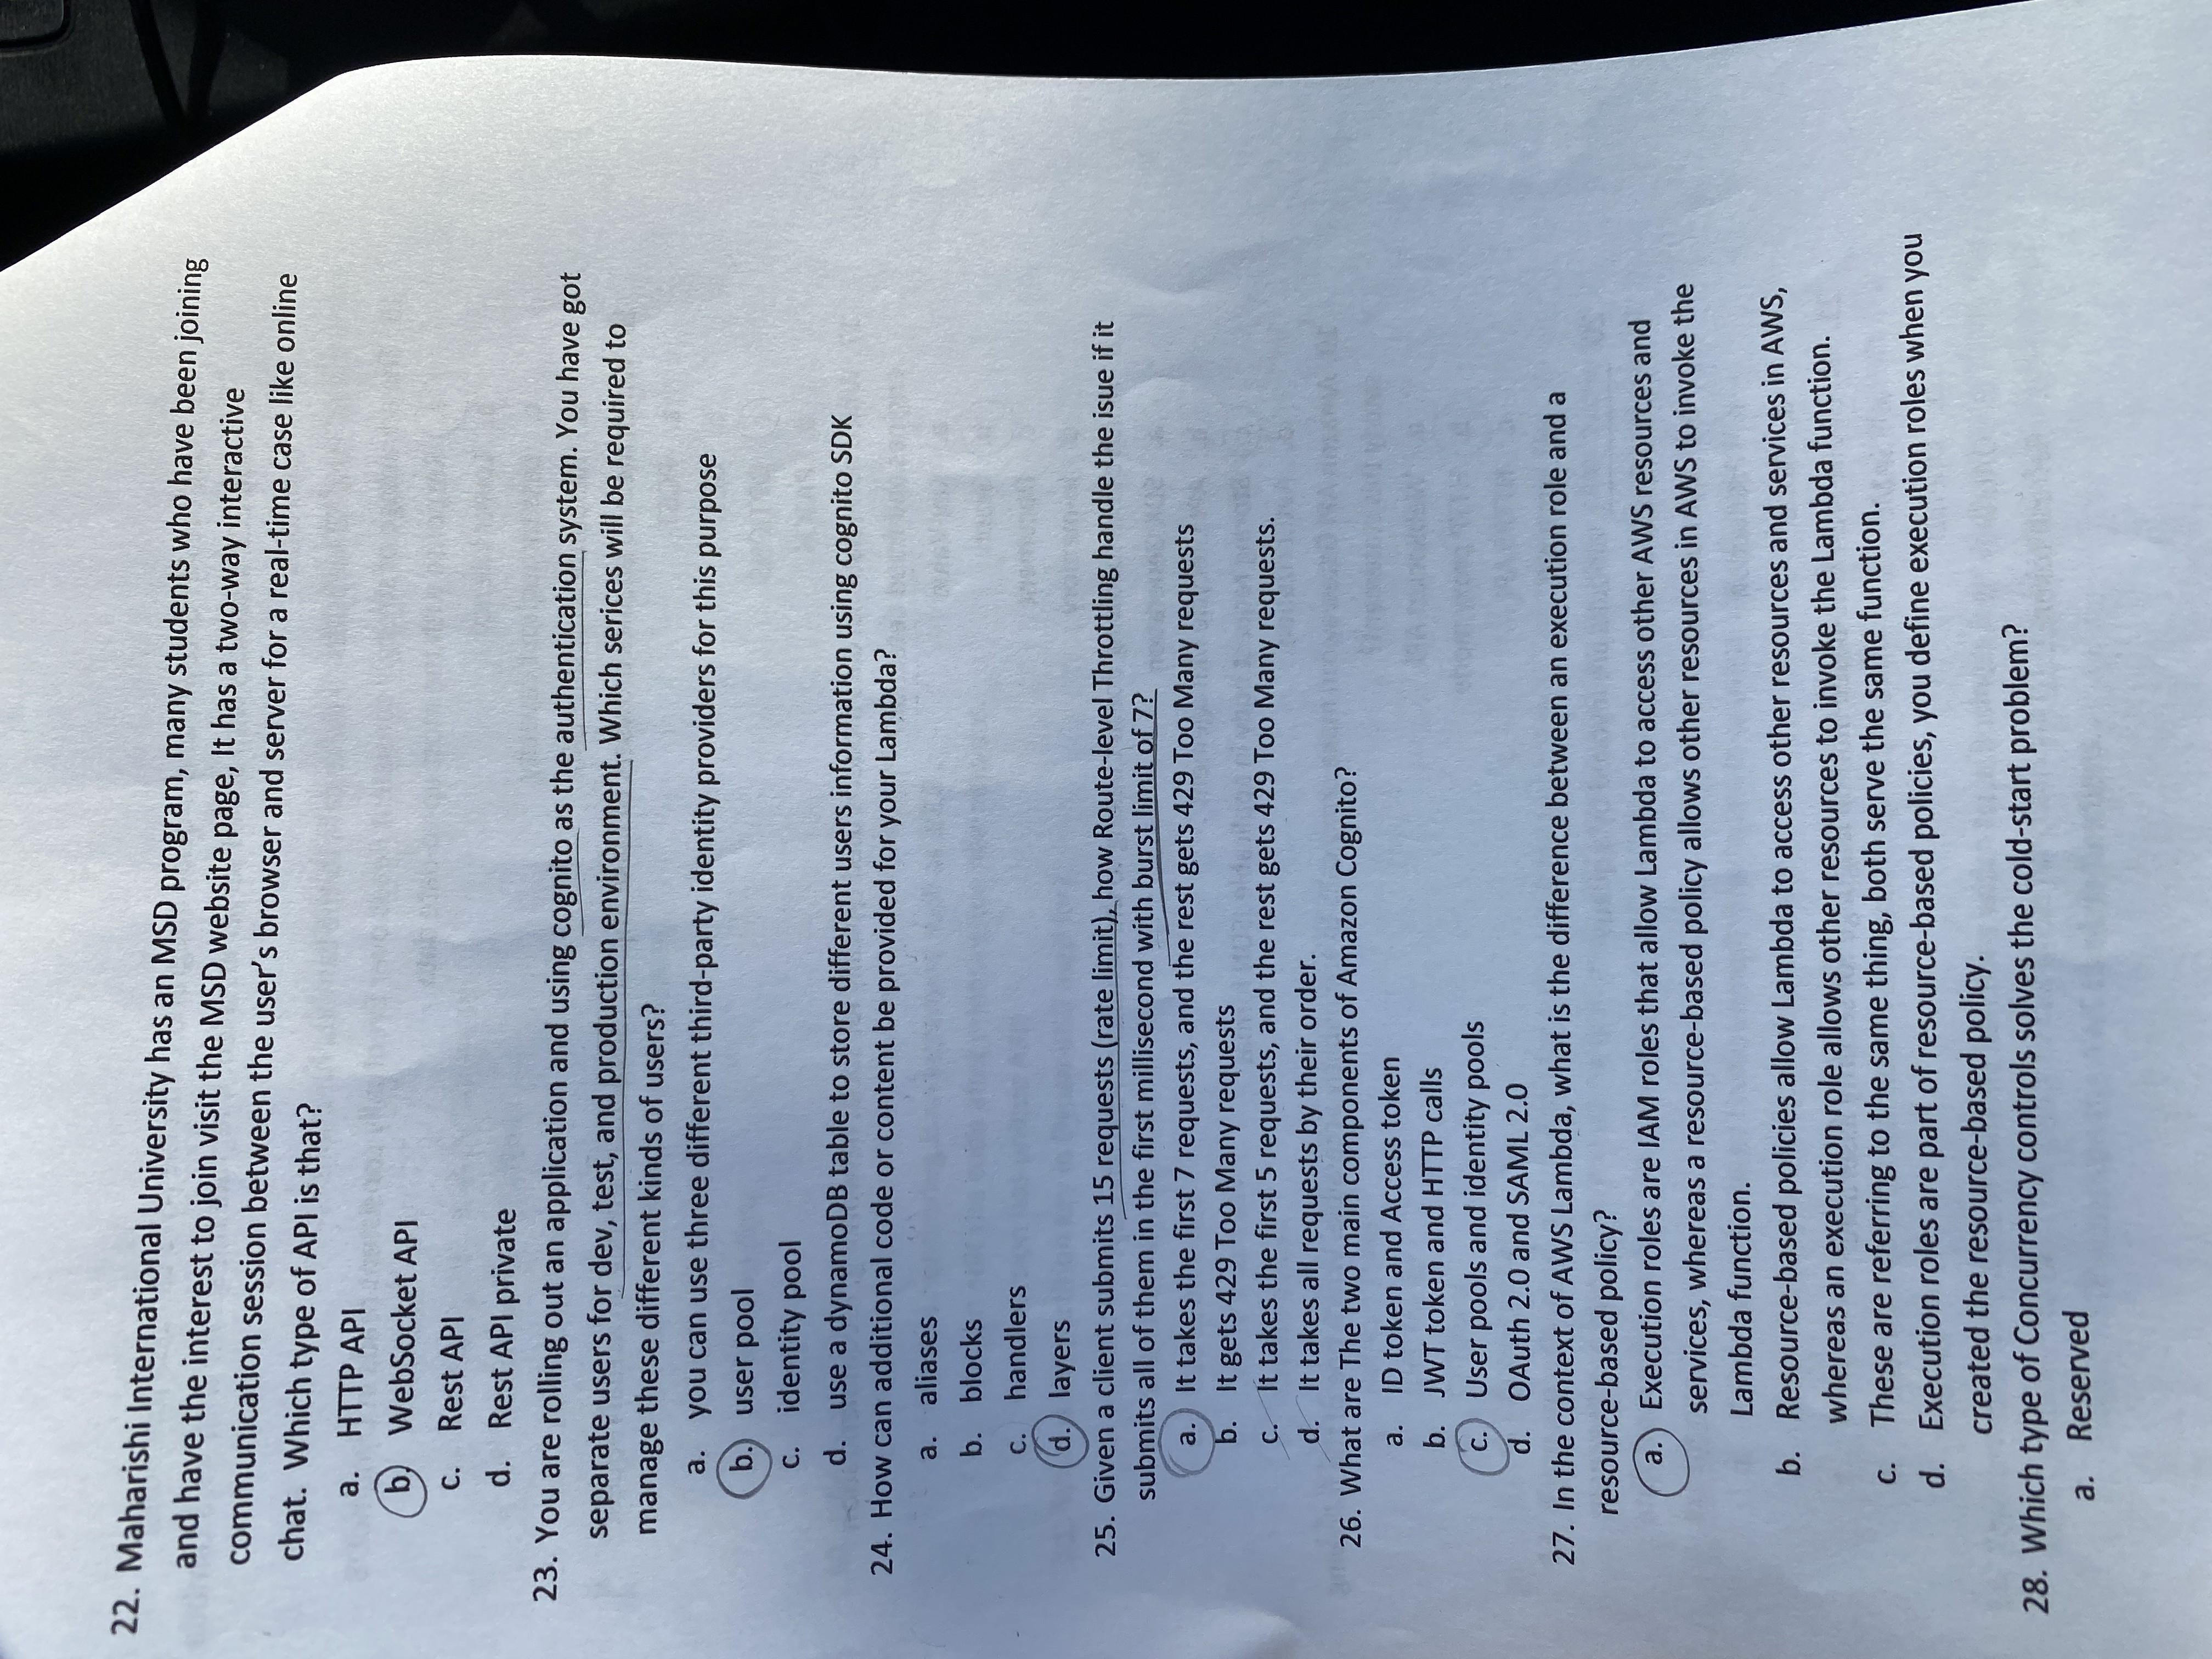 22. Maharishi International University has an MSD program, many students who have been joining
and have the interest to join visit the MSD website page, It has a two-way interactive
communication session between the user's browser and server for a real-time case like online
chat. Which type of API is that?
a. HTTP API
b. WebSocket API
c. Rest API
d. Rest API private
23. You are rolling out an application and using cognito as the authentication system. You have got
separate users for dev, test, and production environment. Which serices will be required to
manage these different kinds of users?
a. you can use three different third-party identity providers for this purpose
b. user pool
c. identity pool
d. use a dynamoDB table to store different users information using cognito SDK
24. How can additional code or content be provided for your Lambda?
a. aliases
b. blocks
c. handlers
d. layers
25. Given a client submits 15 requests (rate limit), how Route-level Throttling handle the isue if it
submits all of them in the first millisecond with burst limit of 7?
a. It takes the first 7 requests, and the rest gets 429 Too Many requests
b. It gets 429 Too Many requests
c. It takes the first 5 requests, and the rest gets 429 Too Many requests.
d. It takes all requests by their order.
26. What are The two main components of Amazon Cognito?
a. ID token and Access token
b. JWT token and HTTP calls
c. User pools and identity pools
d. OAuth 2.0 and SAML 2.0
27. In the context of AWS Lambda, what is the difference between an execution role and a
resource-based policy?
a. Execution roles are IAM roles that allow Lambda to access other AWS resources and
services, whereas a resource-based policy allows other resources in AWS to invoke the
Lambda function.
b. Resource-based policies allow Lambda to access other resources and services in AWS,
whereas an execution role allows other resources to invoke the Lambda function.
c. These are referring to the same thing, both serve the same function.
d. Execution roles are part of resource-based policies, you define execution roles when you
created the resource-based policy.
28. Which type of Concurrency controls solves the cold-start problem?
a. Reserved